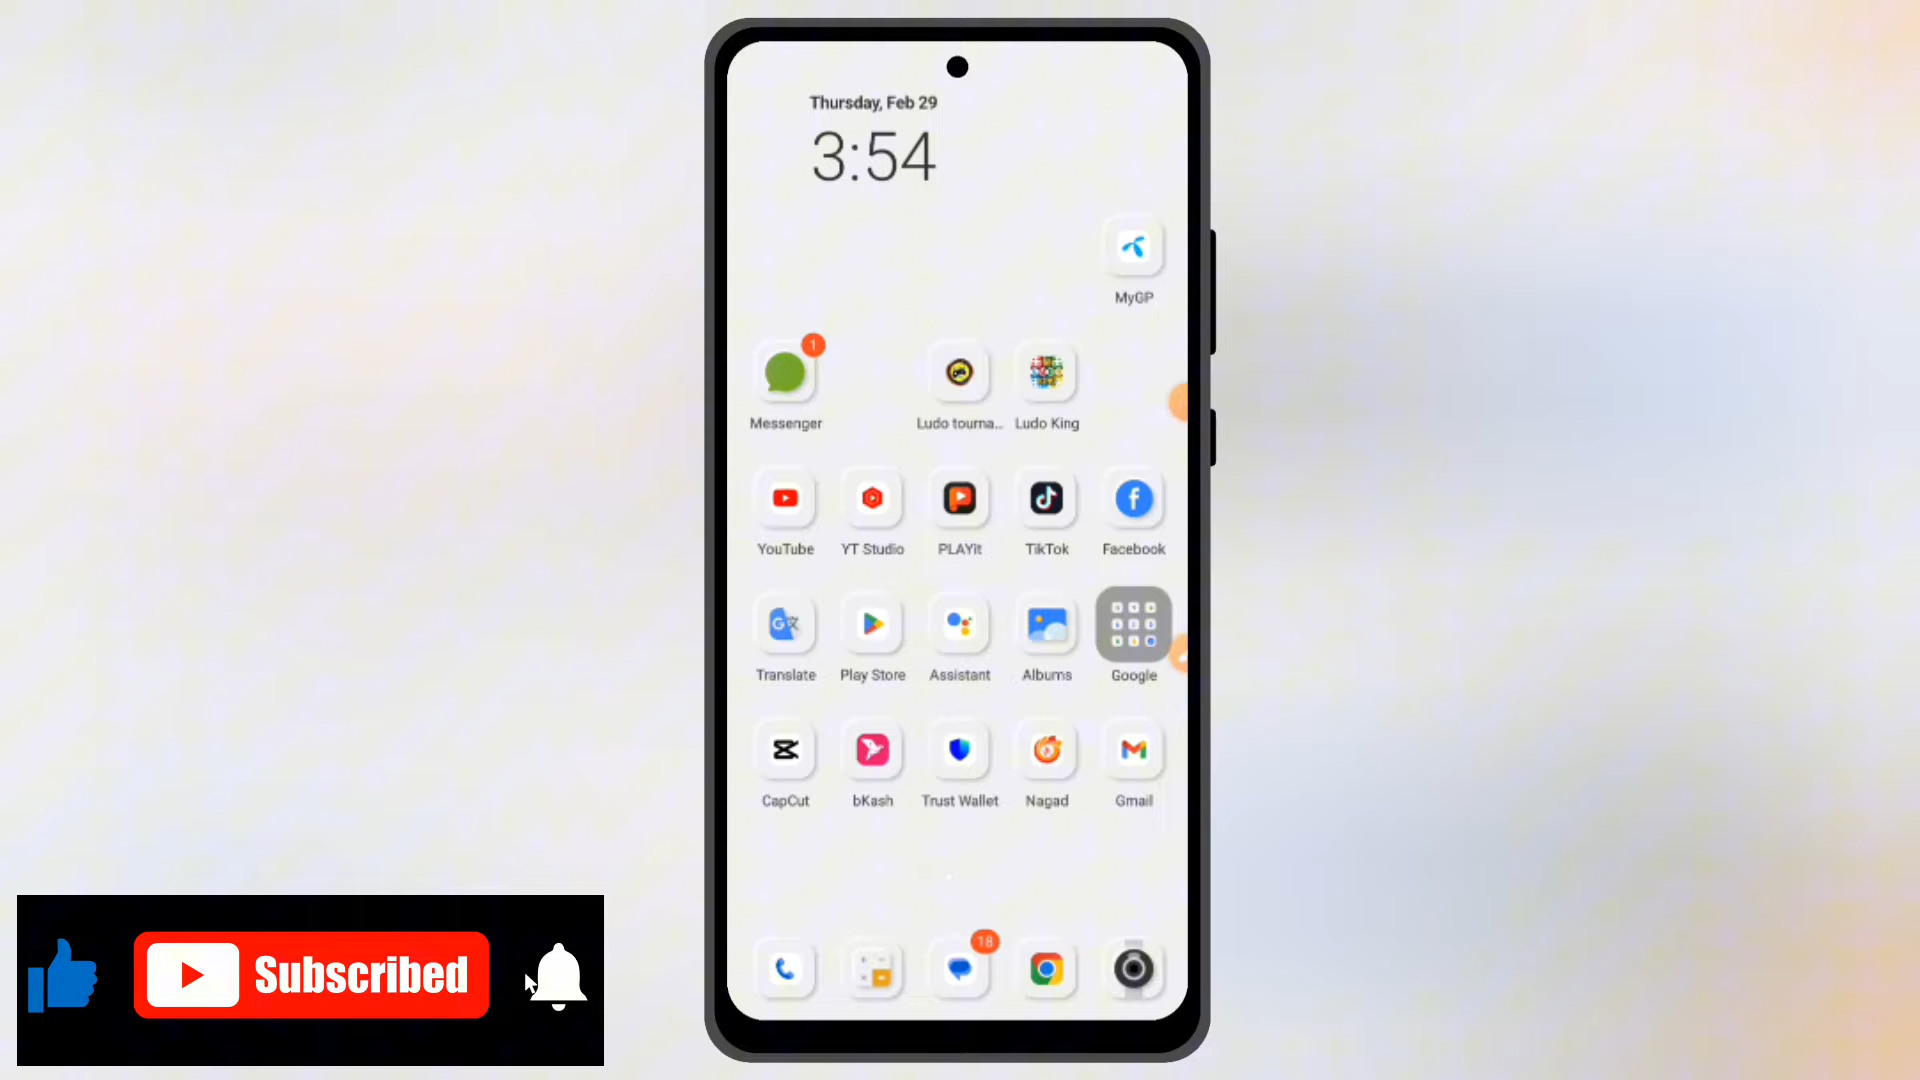 Thursday, Feb 29
3:54
MyGP
1
Messenger
Ludo tourna...
Ludo King
YouTube
YT Studio
PLAYit
TikTok
Facebook
Translate
Play Store
Assistant
Albums
Google
CapCut
bKash
Trust Wallet
Nagad
Gmail
18
Subscribed